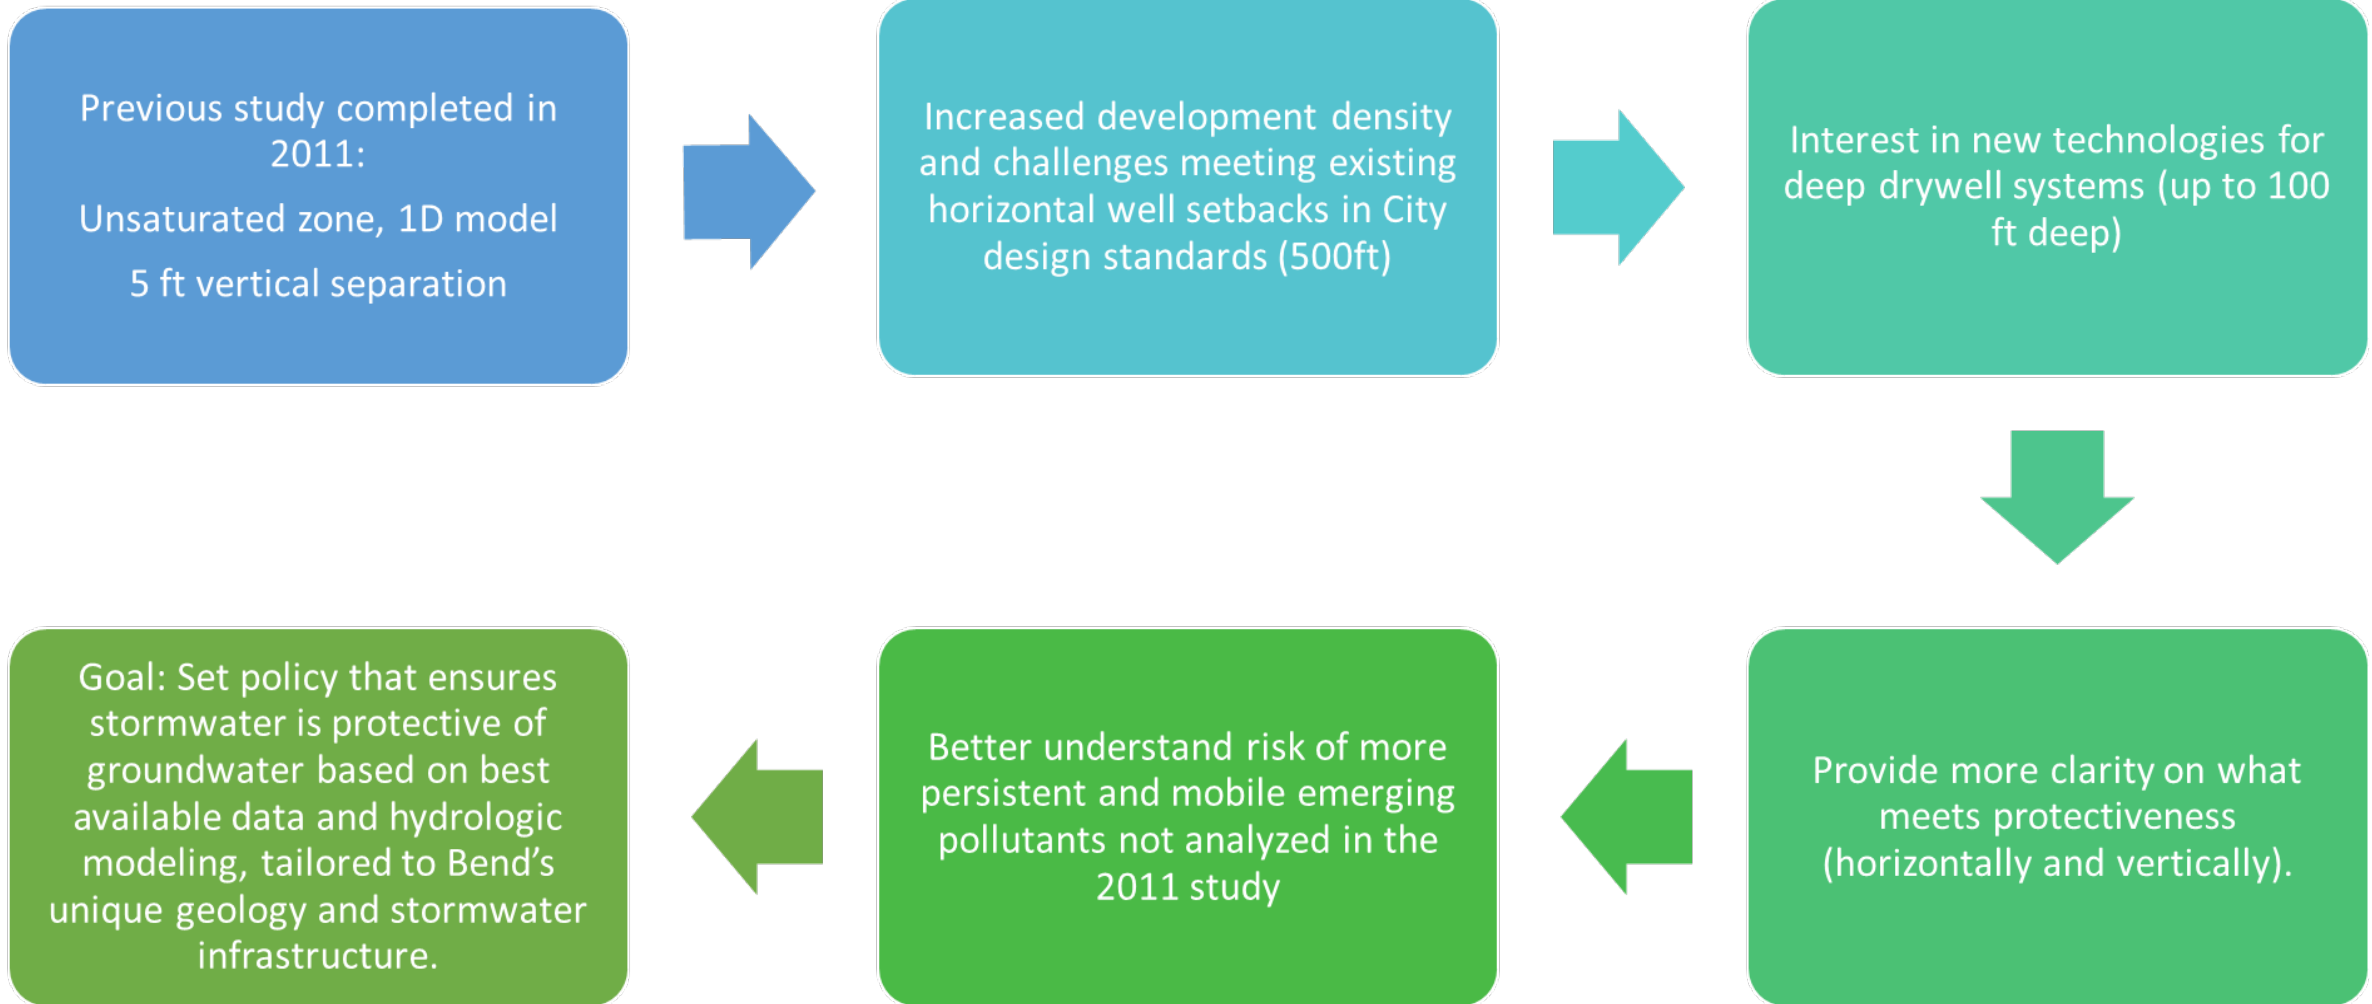 Previous study completed in
2011:
Unsaturated zone, 1D model
5 ft vertical separation
Increased development density
and challenges meeting existing
horizontal well setbacks in City
design standards (500ft)
Interest in new technologies for
deep drywell systems (up to 100
ft deep)
Provide more clarity on what
meets protectiveness
(horizontally and vertically).
Better understand risk of more
persistent and mobile emerging
pollutants not analyzed in the
2011 study
Goal: Set policy that ensures
stormwater is protective of
groundwater based on best
available data and hydrologic
modeling, tailored to Bend’s
unique geology and stormwater
infrastructure.